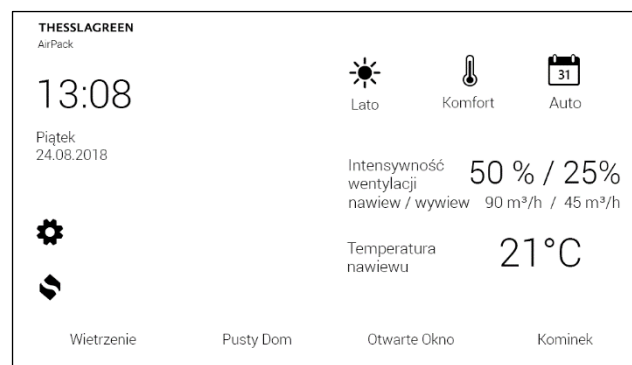 THESSLAGREEN
AirPack
13:08
Piątek
24.08.2018
31
Lato
Komfort
Auto
Intensywność
wentylacji
nawiew / wywiew
50 % / 25%
90 m³/h / 45 m³/h
Temperatura
nawiewu
21°C
Wietrzenie
Pusty Dom
Otwarte Okno
Kominek